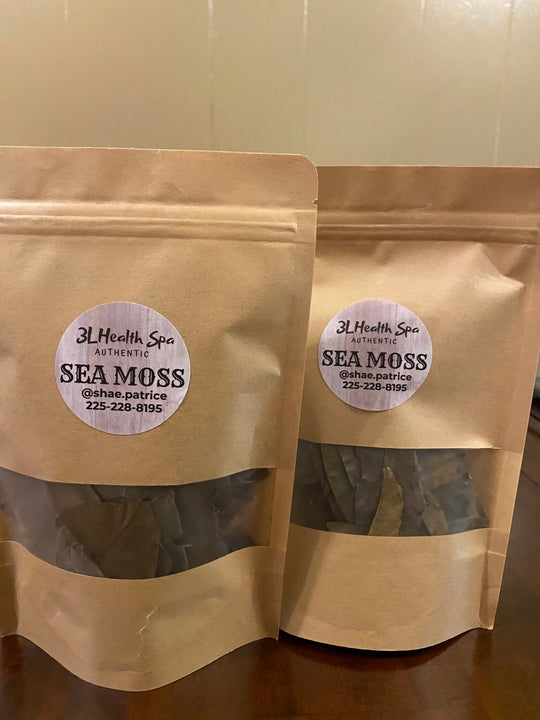 3LHealth Spa
AUTHENTIC
SEA MOSS
@shae.patrice
225-228-8195
3LHealth Spa
AUTHENTIC
SEA MOSS
@shae.patrice
225-228-8195